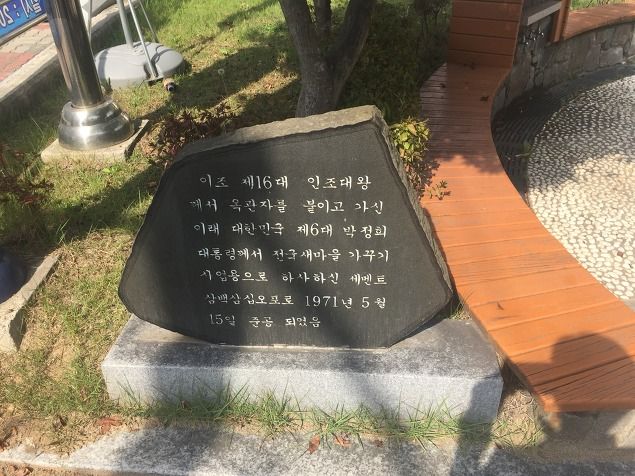 이조 제16대 인조대왕
께서 옥관자를 붙이고 가신
이래 대한민국 제6대 박정희
대통령께서 전국새마을 가꾸기
사업용으로 하사하신 세멘트
삼백삼십오포로 1971년 5월
15일 준공 되었음